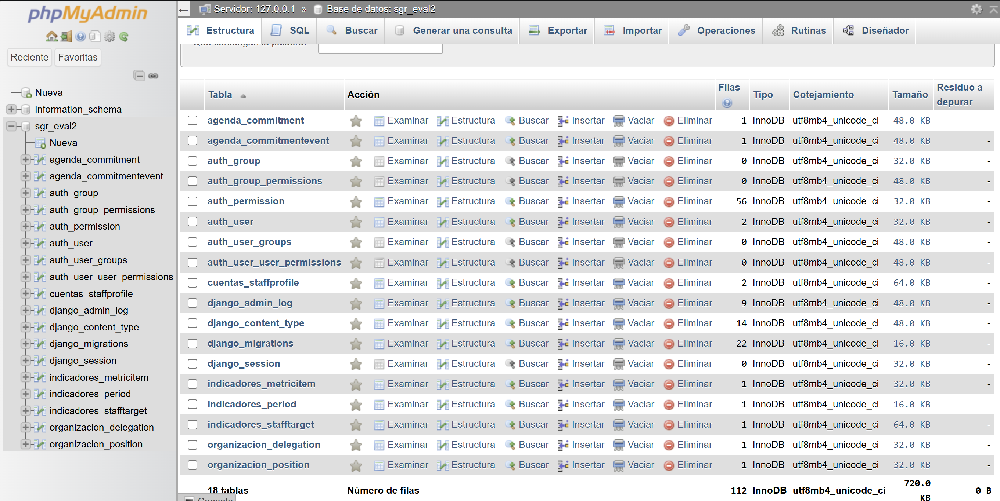 phpMyAdmin
Reciente Favoritas
Nueva
information_schema
sgr_eval2
Nueva
agenda_commitment
agenda_commitmentevent
auth_group
auth_group_permissions
auth_permission
auth_user
auth_user_groups
auth_user_user_permissions
cuentas_staffprofile
django_admin_log
django_content_type
django_migrations
django_session
indicadores_metricitem
indicadores_period
indicadores_stafftarget
organizacion_delegation
organizacion_position
Servidor: 127.0.0.1 » Base de datos: sgr_eval2
Estructura SQL Buscar Generar una consulta Exportar Importar Operaciones Rutinas Diseñador
Que contengan la palabra:
Tabla Acción Filas Tipo Cotejamiento Tamaño Residuo a depurar
agenda_commitment Examinar Estructura Buscar Insertar Vaciar Eliminar 1 InnoDB utf8mb4_unicode_ci 48.0 KB -
agenda_commitmentevent Examinar Estructura Buscar Insertar Vaciar Eliminar 1 InnoDB utf8mb4_unicode_ci 48.0 KB -
auth_group Examinar Estructura Buscar Insertar Vaciar Eliminar 0 InnoDB utf8mb4_unicode_ci 32.0 KB -
auth_group_permissions Examinar Estructura Buscar Insertar Vaciar Eliminar 0 InnoDB utf8mb4_unicode_ci 48.0 KB -
auth_permission Examinar Estructura Buscar Insertar Vaciar Eliminar 56 InnoDB utf8mb4_unicode_ci 32.0 KB -
auth_user Examinar Estructura Buscar Insertar Vaciar Eliminar 2 InnoDB utf8mb4_unicode_ci 32.0 KB -
auth_user_groups Examinar Estructura Buscar Insertar Vaciar Eliminar 0 InnoDB utf8mb4_unicode_ci 48.0 KB -
auth_user_user_permissions Examinar Estructura Buscar Insertar Vaciar Eliminar 0 InnoDB utf8mb4_unicode_ci 48.0 KB -
cuentas_staffprofile Examinar Estructura Buscar Insertar Vaciar Eliminar 2 InnoDB utf8mb4_unicode_ci 64.0 KB -
django_admin_log Examinar Estructura Buscar Insertar Vaciar Eliminar 9 InnoDB utf8mb4_unicode_ci 48.0 KB -
django_content_type Examinar Estructura Buscar Insertar Vaciar Eliminar 14 InnoDB utf8mb4_unicode_ci 48.0 KB -
django_migrations Examinar Estructura Buscar Insertar Vaciar Eliminar 22 InnoDB utf8mb4_unicode_ci 16.0 KB -
django_session Examinar Estructura Buscar Insertar Vaciar Eliminar 0 InnoDB utf8mb4_unicode_ci 32.0 KB -
indicadores_metricitem Examinar Estructura Buscar Insertar Vaciar Eliminar 1 InnoDB utf8mb4_unicode_ci 32.0 KB -
indicadores_period Examinar Estructura Buscar Insertar Vaciar Eliminar 1 InnoDB utf8mb4_unicode_ci 16.0 KB -
indicadores_stafftarget Examinar Estructura Buscar Insertar Vaciar Eliminar 1 InnoDB utf8mb4_unicode_ci 64.0 KB -
organizacion_delegation Examinar Estructura Buscar Insertar Vaciar Eliminar 1 InnoDB utf8mb4_unicode_ci 32.0 KB -
organizacion_position Examinar Estructura Buscar Insertar Vaciar Eliminar 1 InnoDB utf8mb4_unicode_ci 32.0 KB -
18 tablas Número de filas 112 InnoDB utf8mb4_unicode_ci 720.0 KB 0 B
Consola